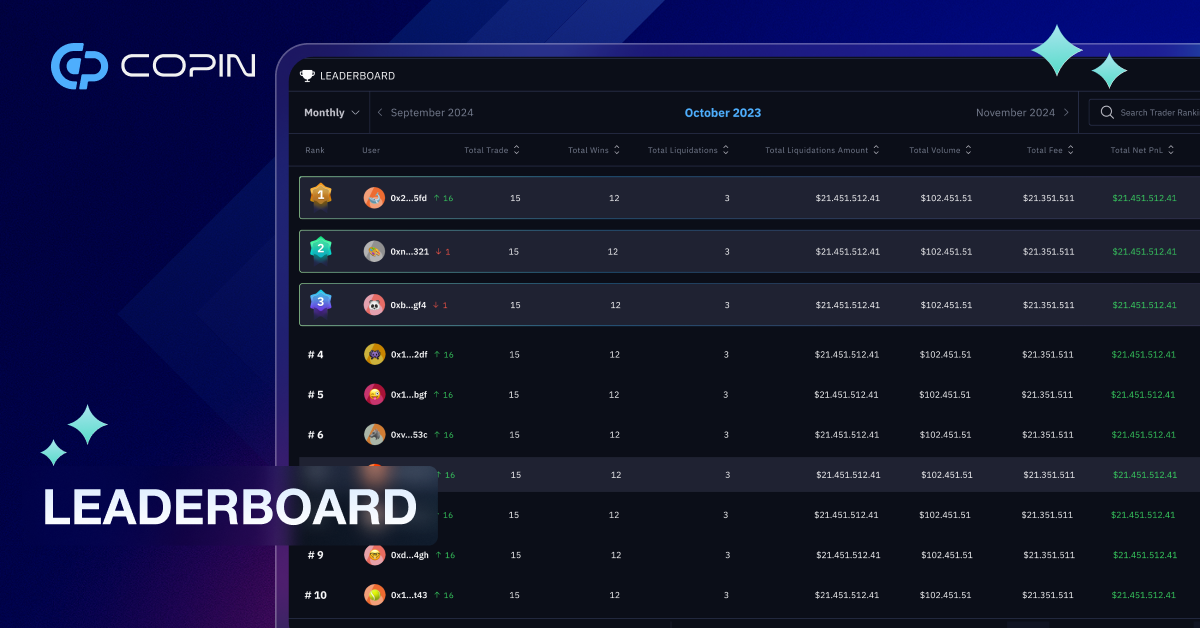 COPIN
LEADERBOARD
Monthly September 2024 October 2023 November 2024 Search Trader
Rank User Total Trade Total Wins Total Liquidations Total Liquidations Amount Total Volume Total Fee Total Net PnL
1 0x2...5fd ↑ 16 15 12 3 $21.451.512.41 $102.451.51 $21.351.511 $21.451.512.41
2 0xn...321 ↓ 1 15 12 3 $21.451.512.41 $102.451.51 $21.351.511 $21.451.512.41
3 0xb...gf4 ↓ 1 15 12 3 $21.451.512.41 $102.451.51 $21.351.511 $21.451.512.41
# 4 0x1...2df ↑ 16 15 12 3 $21.451.512.41 $102.451.51 $21.351.511 $21.451.512.41
# 5 0x1...bgf ↑ 16 15 12 3 $21.451.512.41 $102.451.51 $21.351.511 $21.451.512.41
# 6 0xv...53c ↑ 16 15 12 3 $21.451.512.41 $102.451.51 $21.351.511 $21.451.512.41
↑ 16 15 12 3 $21.451.512.41 $102.451.51 $21.351.511 $21.451.512.41
LEADERBOARD
16 15 12 3 $21.451.512.41 $102.451.51 $21.351.511 $21.451.512.41
# 9 0xd...4gh ↑ 16 15 12 3 $21.451.512.41 $102.451.51 $21.351.511 $21.451.512.41
# 10 0x1...t43 ↑ 16 15 12 3 $21.451.512.41 $102.451.51 $21.351.511 $21.451.512.41